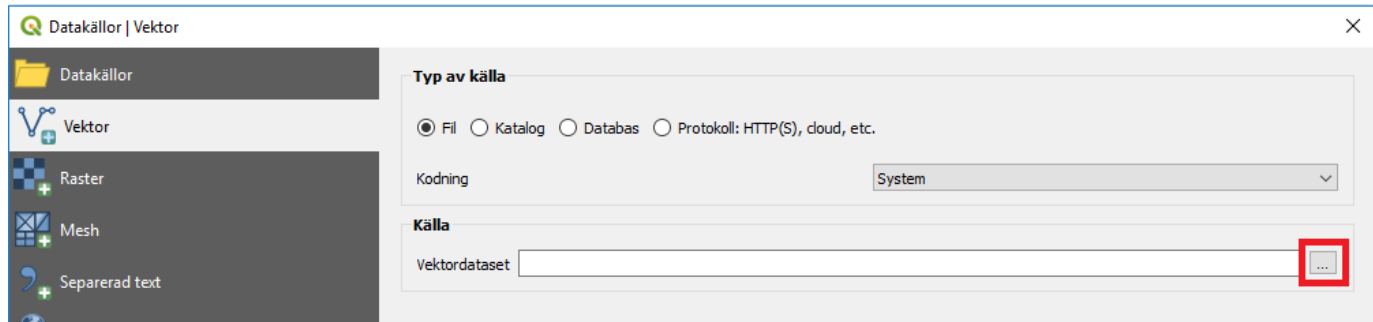 Datakällor | Vektor
Datakällor
Vektor
Raster
Mesh
Separerad text
Typ av källa
Fil Katalog Databas Protokoll: HTTP(S), cloud, etc.
Kodning System
Källa
Vektordataset ...